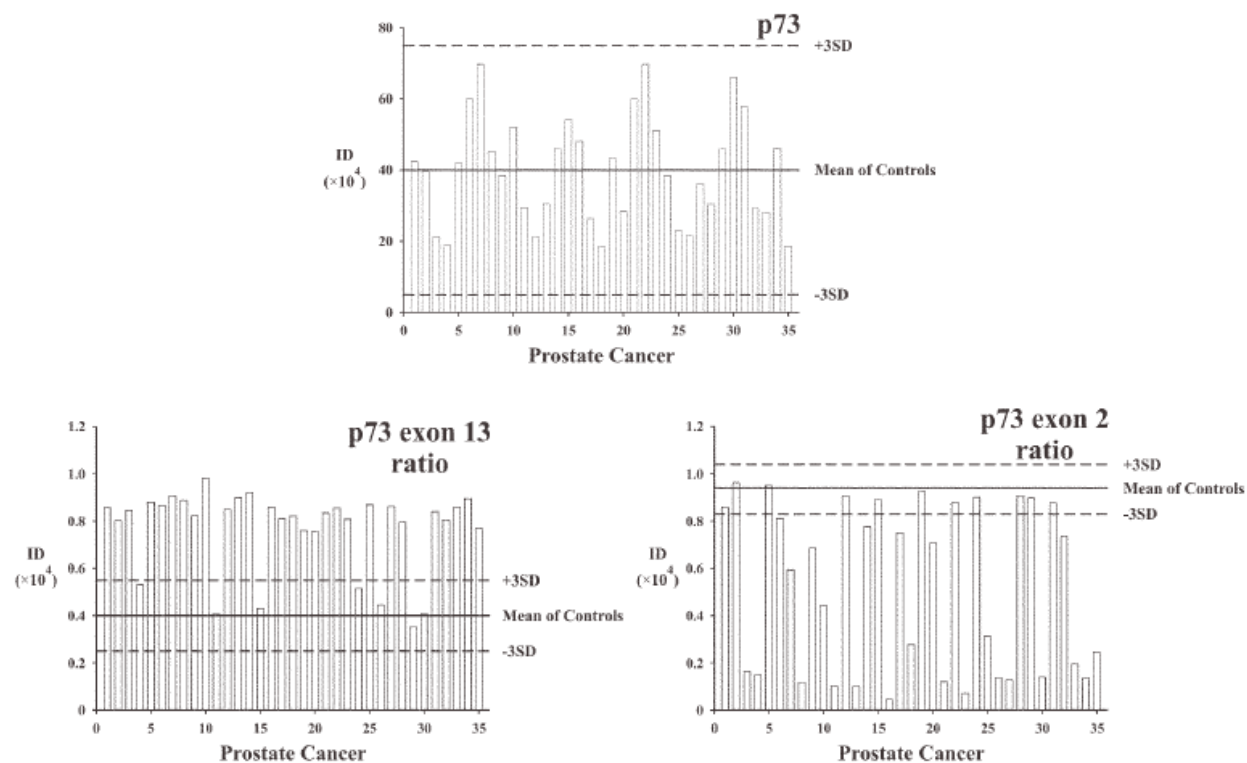 p73
80
+3SD
60
ID
(×10⁴)
40
Mean of Controls
20
-3SD
0
0 5 10 15 20 25 30 35
Prostate Cancer
p73 exon 13
ratio
1.2
1.0
0.8
ID
(×10⁴)
0.6
+3SD
0.4
Mean of Controls
-3SD
0.2
0
0 5 10 15 20 25 30 35
Prostate Cancer
p73 exon 2
ratio
1.2
+3SD
1.0
Mean of Controls
-3SD
0.8
ID
(×10⁴)
0.6
0.4
0.2
0
0 5 10 15 20 25 30 35
Prostate Cancer